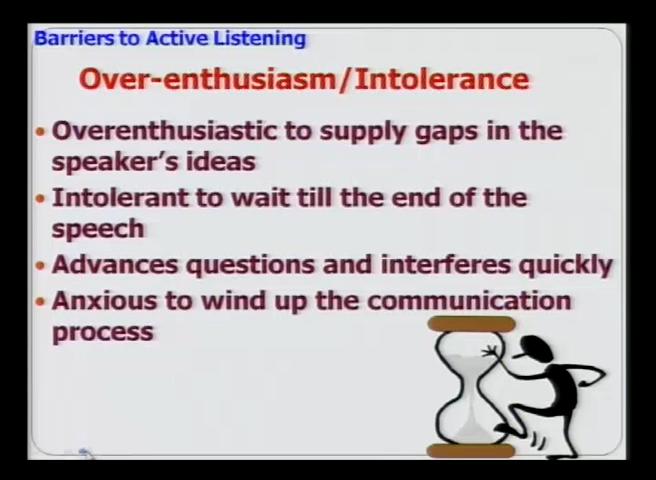 Barriers to Active Listening
Over-enthusiasm/Intolerance
• Overenthusiastic to supply gaps in the
speaker's ideas
• Intolerant to wait till the end of the
speech
• Advances questions and interferes quickly
• Anxious to wind up the communication
process